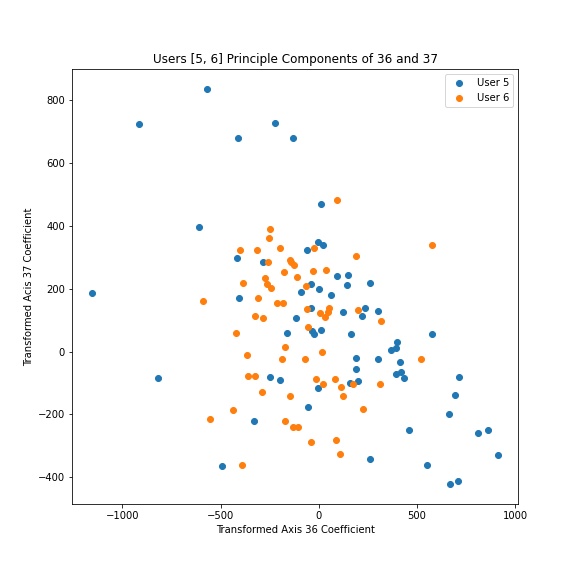 Users [5, 6] Principle Components of 36 and 37
User 5
User 6
800
600
400
200
0
−200
−400
Transformed Acis 37 Coefficient
−1000
−500
0
500
1000
Transformed Axis 36 Coefficient